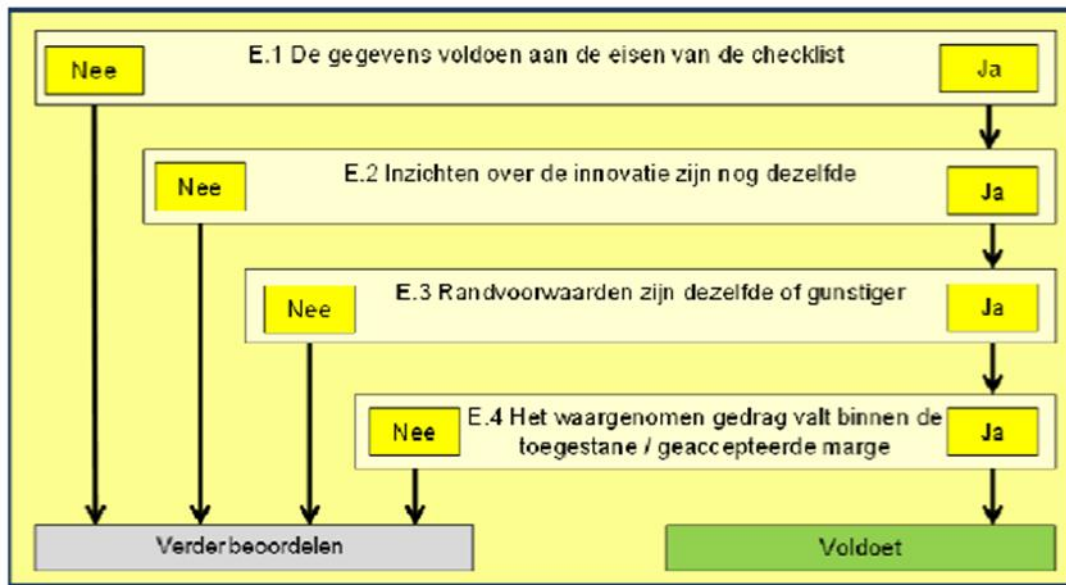 E.1 De gegevens voldoen aan de eisen van de checklist
Nee
Ja
E.2 Inzichten over de innovatie zijn nog dezelfde
Nee
Ja
E.3 Randvoorwaarden zijn dezelfde of gunstiger
Nee
Ja
E.4 Het waargenomen gedrag valt binnen de
toegestane / geaccepteerde marge
Nee
Ja
Verder beoordelen
Voldoet